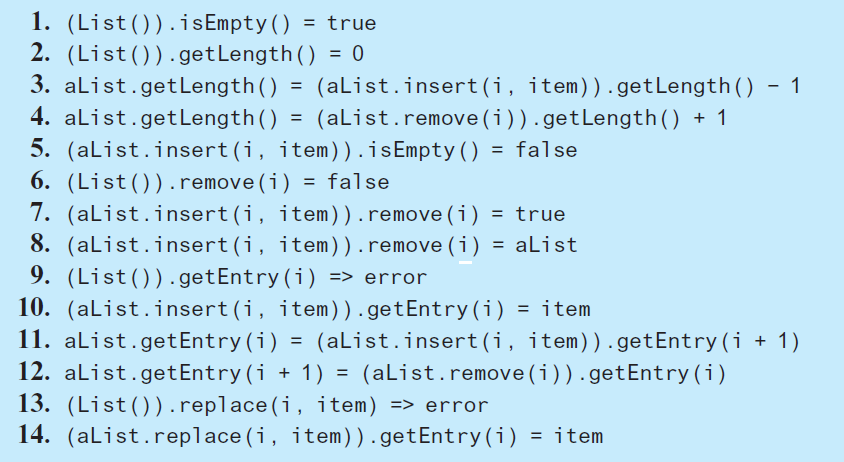 1. (List()).isEmpty() = true
2. (List()).getLength() = 0
3. aList.getLength() = (aList.insert(i, item)).getLength() - 1
4. aList.getLength() = (aList.remove(i)).getLength() + 1
5. (aList.insert(i, item)).isEmpty() = false
6. (List()).remove(i) = false
7. (aList.insert(i, item)).remove(i) = true
8. (aList.insert(i, item)).remove(i) = aList
9. (List()).getEntry(i) => error
10. (aList.insert(i, item)).getEntry(i) = item
11. aList.getEntry(i) = (aList.insert(i, item)).getEntry(i + 1)
12. aList.getEntry(i + 1) = (aList.remove(i)).getEntry(i)
13. (List()).replace(i, item) => error
14. (aList.replace(i, item)).getEntry(i) = item